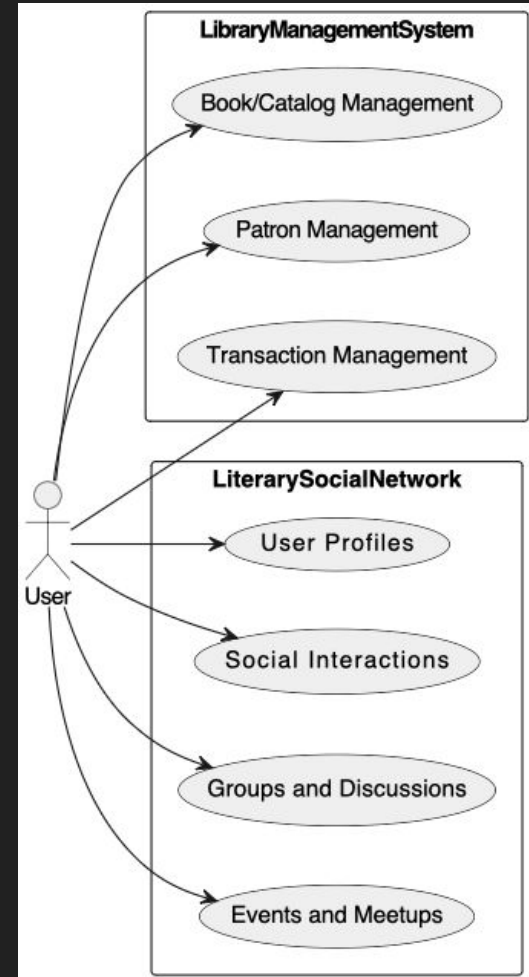 LibraryManagementSystem
Book/Catalog Management
Patron Management
Transaction Management
LiterarySocialNetwork
User Profiles
User
Social Interactions
Groups and Discussions
Events and Meetups